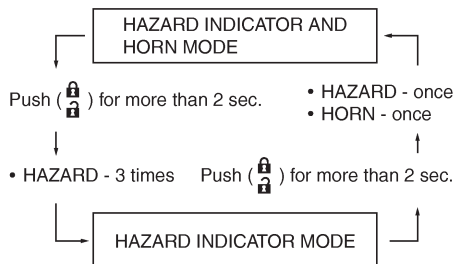 HAZARD INDICATOR AND
HORN MODE
Push ( ) for more than 2 sec.
• HAZARD - once
• HORN - once
• HAZARD - 3 times
Push ( ) for more than 2 sec.
HAZARD INDICATOR MODE